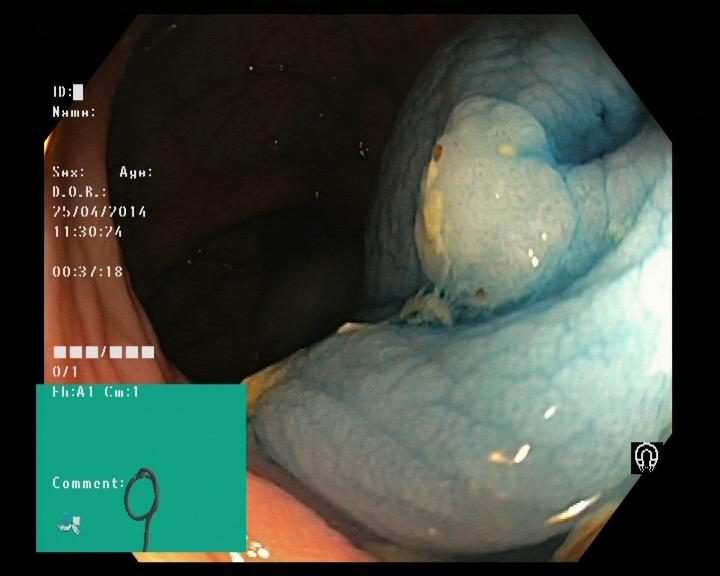 ID:
Name:
Sex: Age:
D.O.B.:
25/04/2014
11:30:24
00:37:18
■■■/■■■
0/1
Eh:A1 Cm:1
Comment: